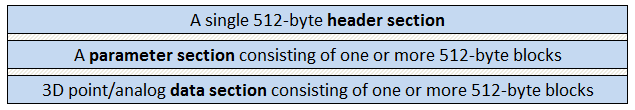 A single 512-byte header section
A parameter section consisting of one or more 512-byte blocks
3D point/analog data section consisting of one or more 512-byte blocks